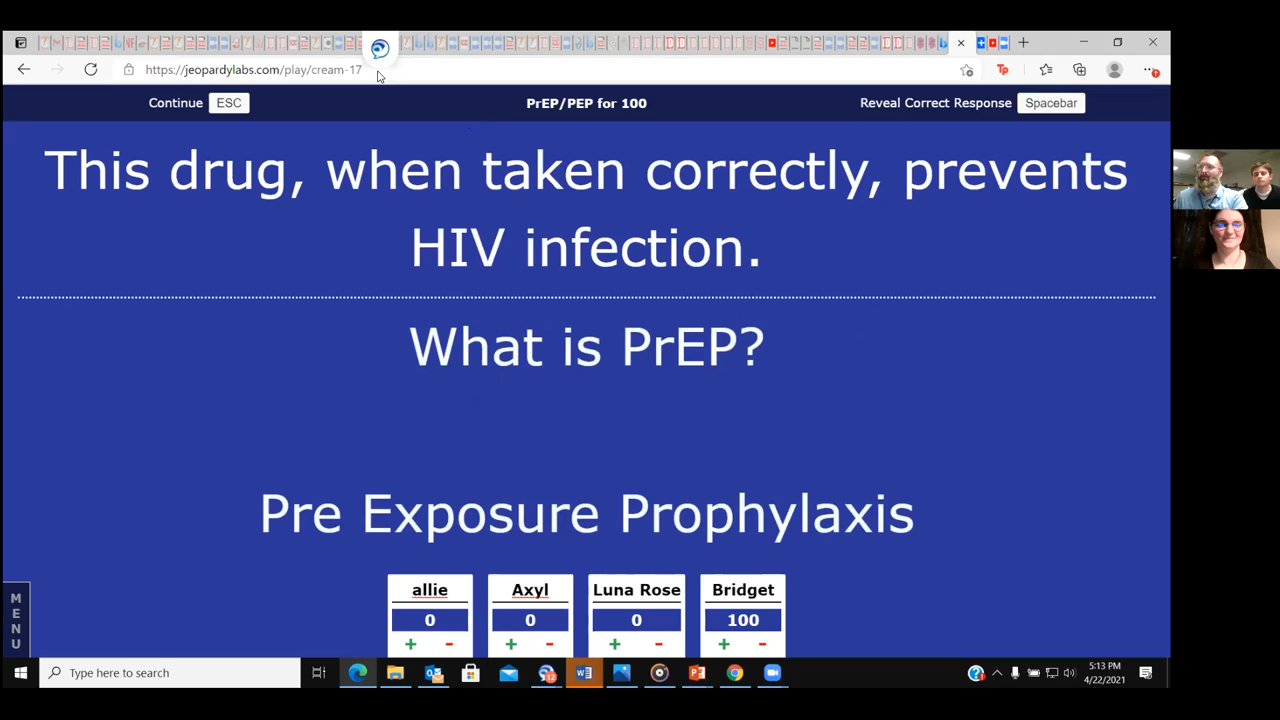 https://jeopardylabs.com/play/cream-17
Continue ESC
PrEP/PEP for 100
Reveal Correct Response Spacebar
This drug, when taken correctly, prevents
HIV infection.
What is PrEP?
Pre Exposure Prophylaxis
MENU
allie Axyl Luna Rose Bridget
0 0 0 100
+ - + - + - + -
Type here to search
12
5:13 PM
4/22/2021